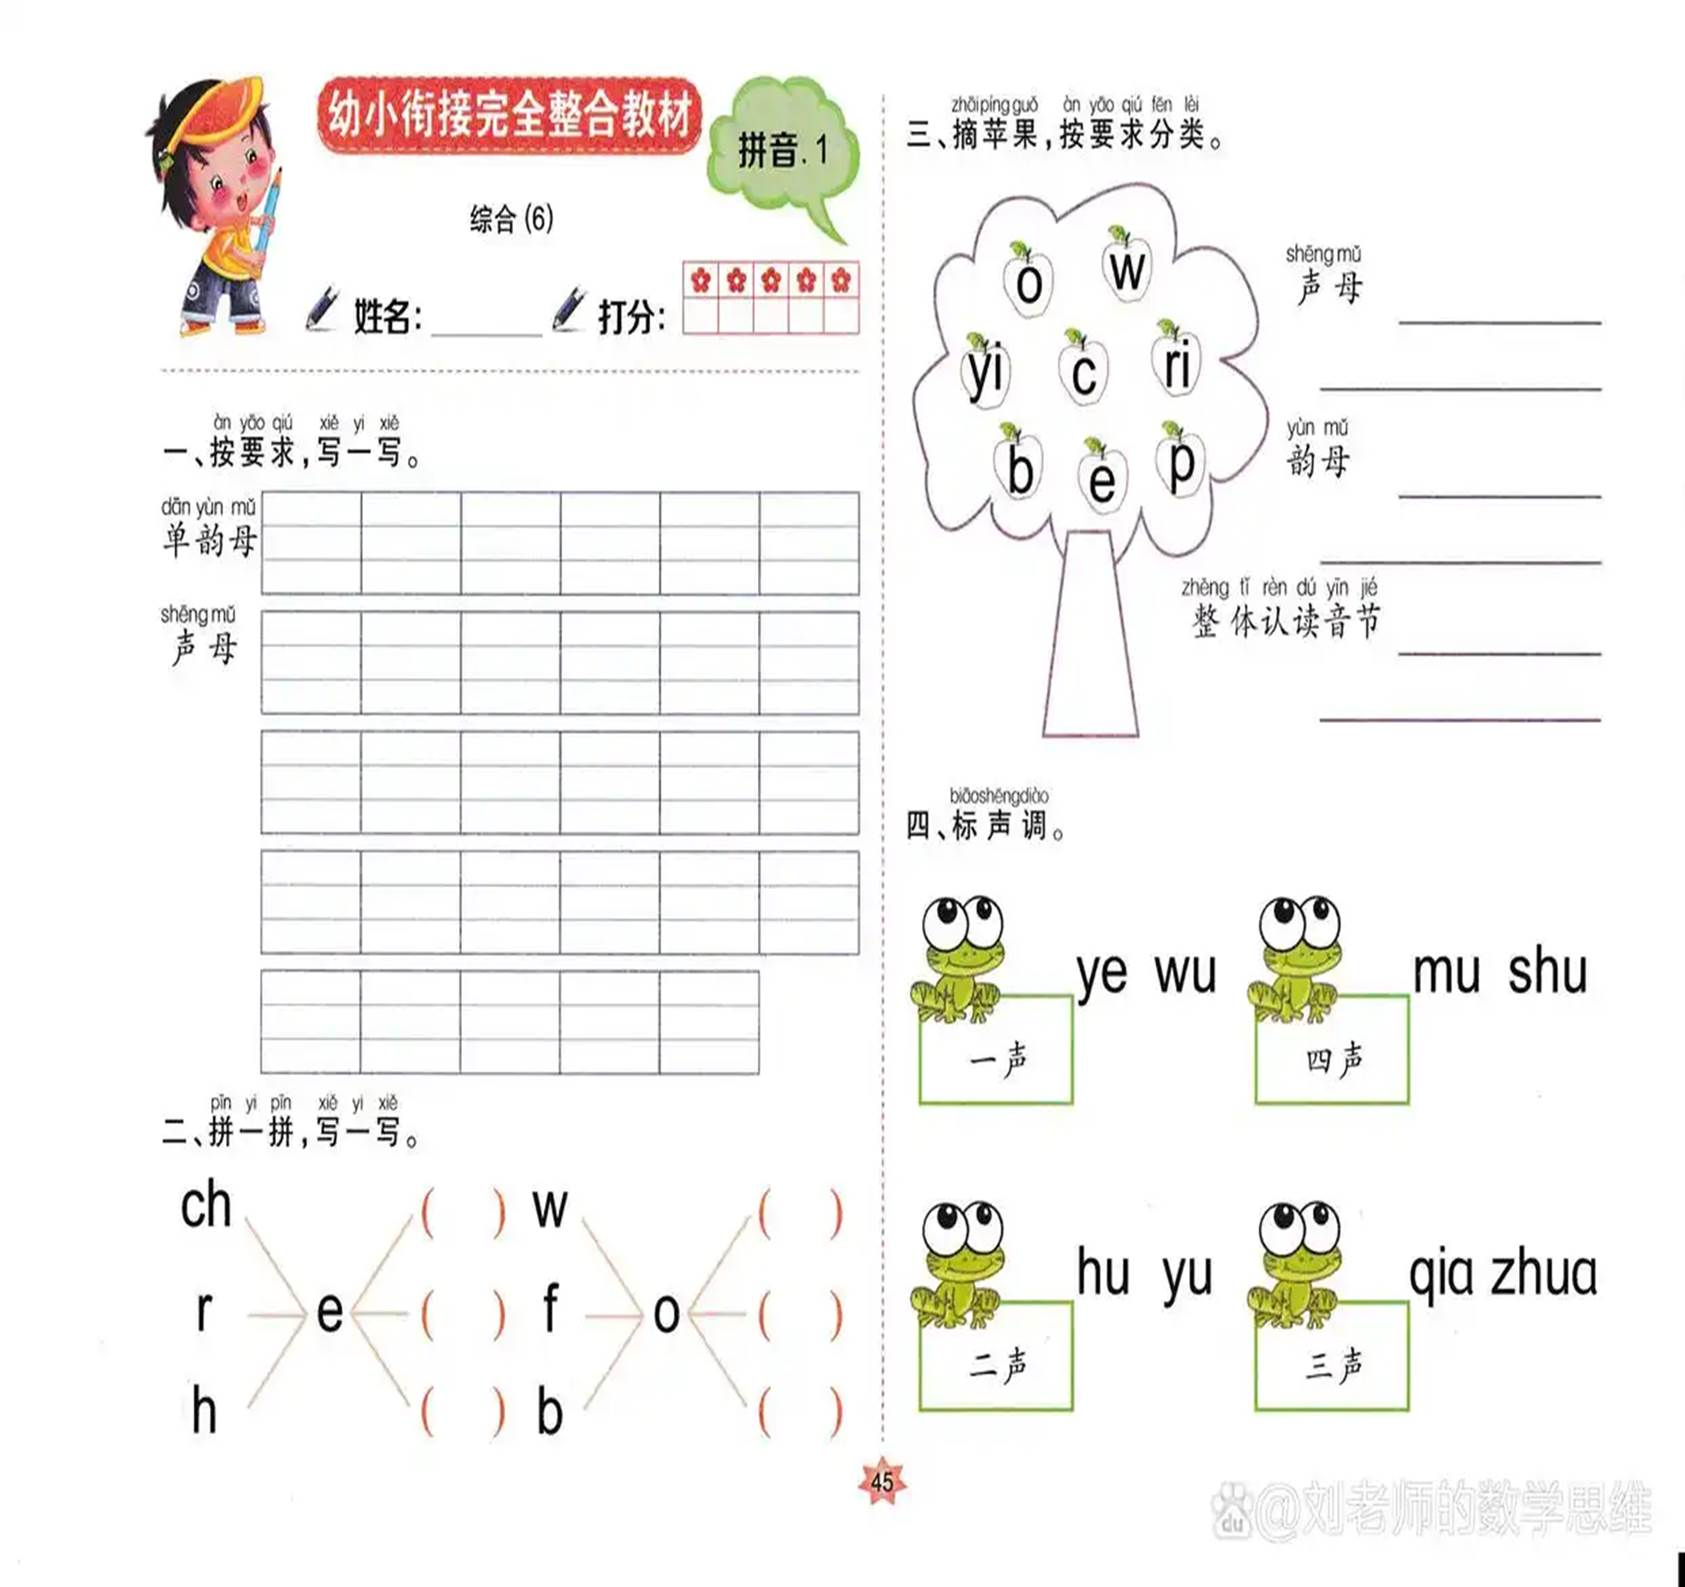 幼小衔接完全整合教材
拼音.1
综合(6)
姓名:
打分:
àn yāo qiú xiě yi xiě
一、按要求,写一写。
dān yùn mǔ
单韵母
shēng mǔ
声母
pīn yi pīn xiě yi xiě
二、拼一拼,写一写。
ch ( ) w ( )
r e ( ) f o ( )
h ( ) b ( )
zhāi píng guǒ àn yāo qiú fēn lèi
三、摘苹果,按要求分类。
o w
yi c ri
b e p
shēng mǔ
声母
yùn mǔ
韵母
zhěng tǐ rèn dú yīn jié
整体认读音节
biāo shēng diào
四、标声调。
ye wu mu shu
一声 四声
hu yu qia zhua
二声 三声
45
du @刘老师的数学思维